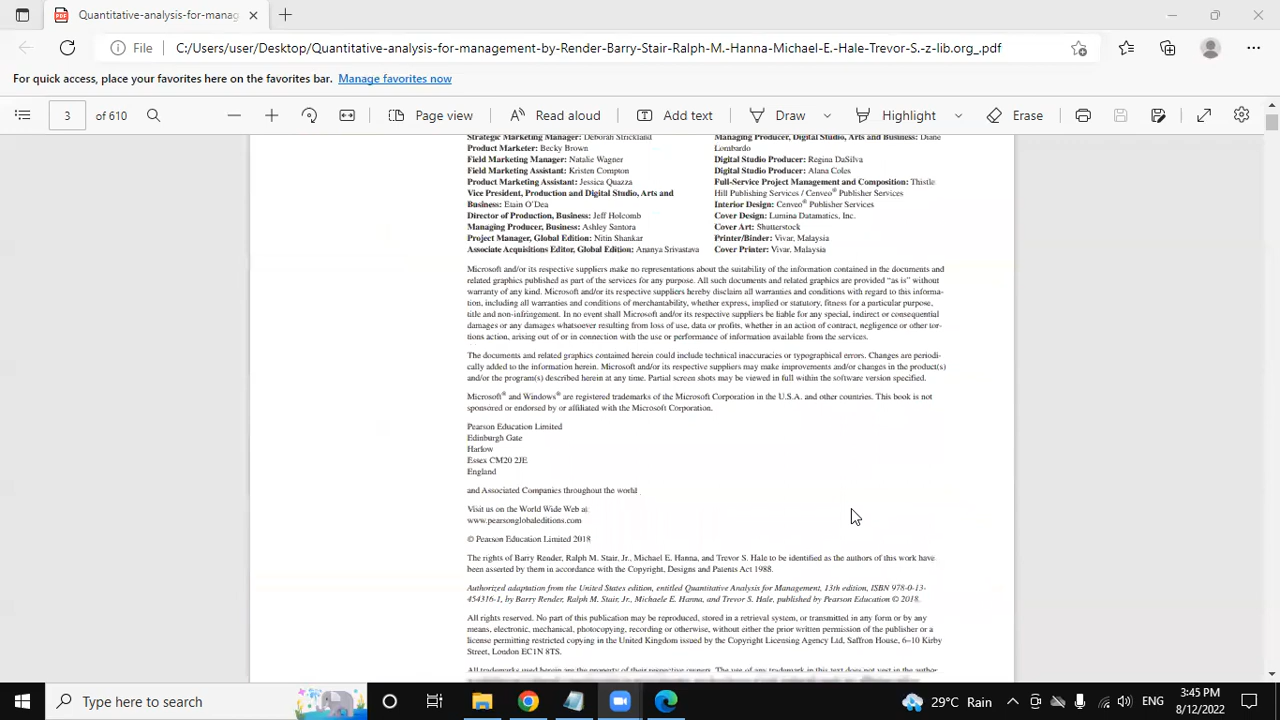 Quantitative-analysis-for-manag
File
C:/Users/user/Desktop/Quantitative-analysis-for-management-Render-Barry-Stair-Ralph-M.-Michael-E-Hale-Trevor-S.-z-lib.org_.pdf
For quick access, place your favorites here on the favorites bar. Manage favorites now
3 of 610 Page view Read aloud Add text Draw Highlight Erase
Strategic Marketing Manager: Deborah Strickland
Product Marketer: Becky Brown
Field Marketing Manager: Natalie Wagner
Field Marketing Assistant: Kristen Compton
Product Marketing Assistant: Jessica Quazza
Vice President, Production and Digital Studio, Arts and
Business: Etain O'Dea
Director of Production, Business: Jeff Holcomb
Managing Producer, Business: Ashley Santora
Project Manager, Global Edition: Nitin Shankar
Associate Acquisitions Editor, Global Edition: Ananya Srivastava
Managing Producer, Digital Studio, Arts and Business: Diane
Lombardo
Digital Studio Producer: Regina DaSilva
Digital Studio Producer: Alana Coles
Full-Service Project Management and Composition: Thistle
Hill Publishing Services / Cenveo® Publisher Services
Interior Design: Cenveo® Publisher Services
Cover Design: Lumina Datamatics, Inc.
Cover Art: Shutterstock
Printer/Binder: Vivar, Malaysia
Cover Printer: Vivar, Malaysia
Microsoft and/or its respective suppliers make no representations about the suitability of the information contained in the documents and
related graphics published as part of the services for any purpose. All such documents and related graphics are provided “as is” without
warranty of any kind. Microsoft and/or its respective suppliers hereby disclaim all warranties and conditions with regard to this informa-
tion, including all warranties and conditions of merchantability, whether express, implied or statutory, fitness for a particular purpose,
title and non-infringement. In no event shall Microsoft and/or its respective suppliers be liable for any special, indirect or consequential
damages or any damages whatsoever resulting from loss of use, data or profits, whether in an action of contract, negligence or other tor-
tions action, arising out of or in connection with the use or performance of information available from the services.
The documents and related graphics contained herein could include technical inaccuracies or typographical errors. Changes are periodi-
cally added to the information herein. Microsoft and/or its respective suppliers may make improvements and/or changes in the product(s)
and/or the program(s) described herein at any time. Partial screen shots may be viewed in full within the software version specified.
Microsoft® and Windows® are registered trademarks of the Microsoft Corporation in the U.S.A. and other countries. This book is not
sponsored or endorsed by or affiliated with the Microsoft Corporation.
Pearson Education Limited
Edinburgh Gate
Harlow
Essex CM20 2JE
England
and Associated Companies throughout the world
Visit us on the World Wide Web at
www.pearsonglobaleditions.com
© Pearson Education Limited 2018
The rights of Barry Render, Ralph M. Stair, Jr., Michael E. Hanna, and Trevor S. Hale to be identified as the authors of this work have
been asserted by them in accordance with the Copyright, Designs and Patents Act 1988.
Authorized adaptation from the United States edition, entitled Quantitative Analysis for Management, 13th edition, ISBN 978-0-13-
454316-1, by Barry Render, Ralph M. Stair, Jr., Michaele E. Hanna, and Trevor S. Hale, published by Pearson Education © 2018.
All rights reserved. No part of this publication may be reproduced, stored in a retrieval system, or transmitted in any form or by any
means, electronic, mechanical, photocopying, recording or otherwise, without either the prior written permission of the publisher or a
license permitting restricted copying in the United Kingdom issued by the Copyright Licensing Agency Ltd, Saffron House, 6–10 Kirby
Street, London EC1N 8TS.
All trademarks used herein are the property of their respective owners. The use of any trademark in this text does not vest in the author
Type here to search
29°C Rain
ENG
3:45 PM
8/12/2022